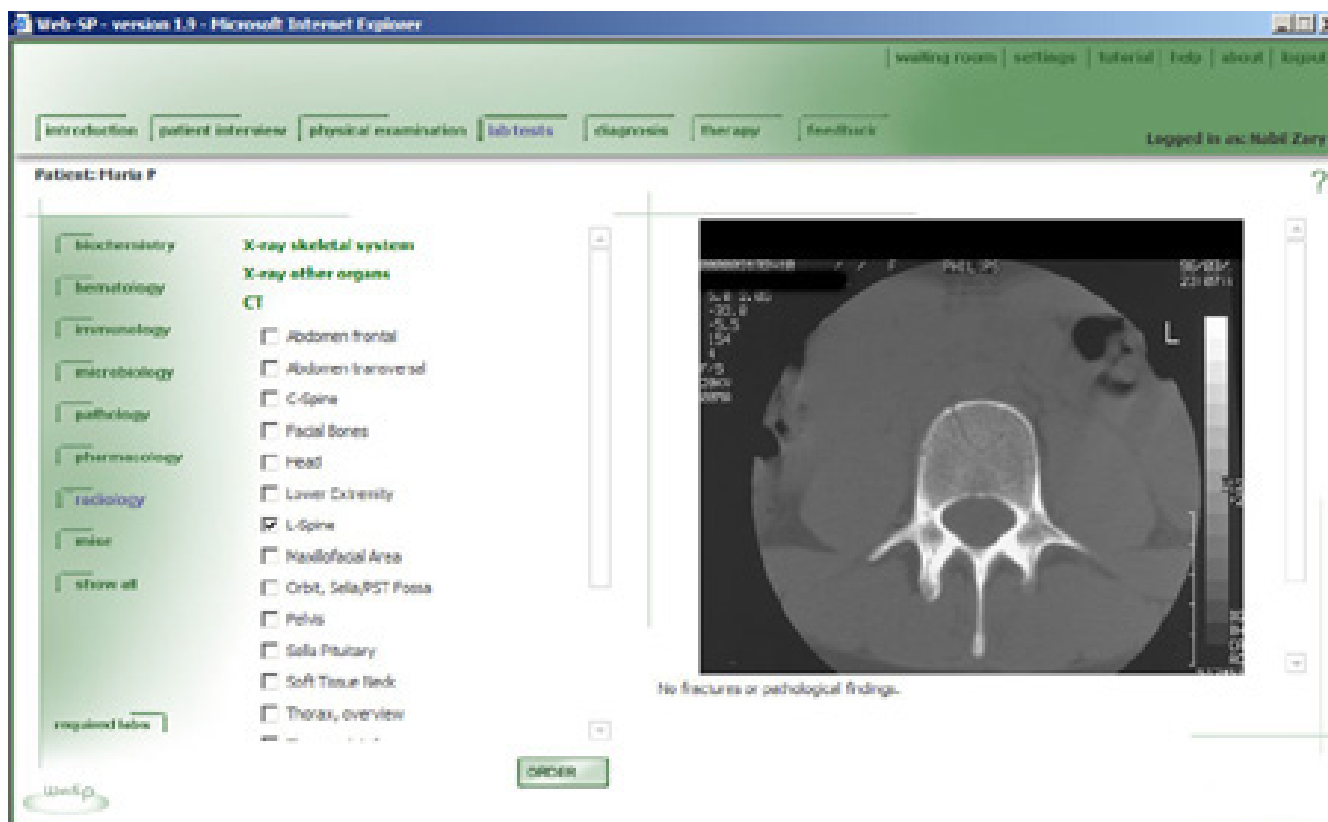 Web-SP - version 1.9 - Microsoft Internet Explorer
waiting room | settings | tutorial | help | about | logout
introduction patient interview physical examination lab tests diagnosis therapy feedback
Logged in as: Nabil Zary
Patient: Maria P
?
biochemistry
hematology
immunology
microbiology
pathology
pharmacology
radiology
misc
show all
required labs
X-ray skeletal system
X-ray other organs
CT
Abdomen frontal
Abdomen transversal
C-Spine
Facial Bones
Head
Lower Extremity
L-Spine
Maxillofacial Area
Orbit, Sella/PST Fossa
Pelvis
Sella Pituitary
Soft Tissue Neck
Thorax, overview
ORDER
PHILIPS
L
No fractures or pathological findings.